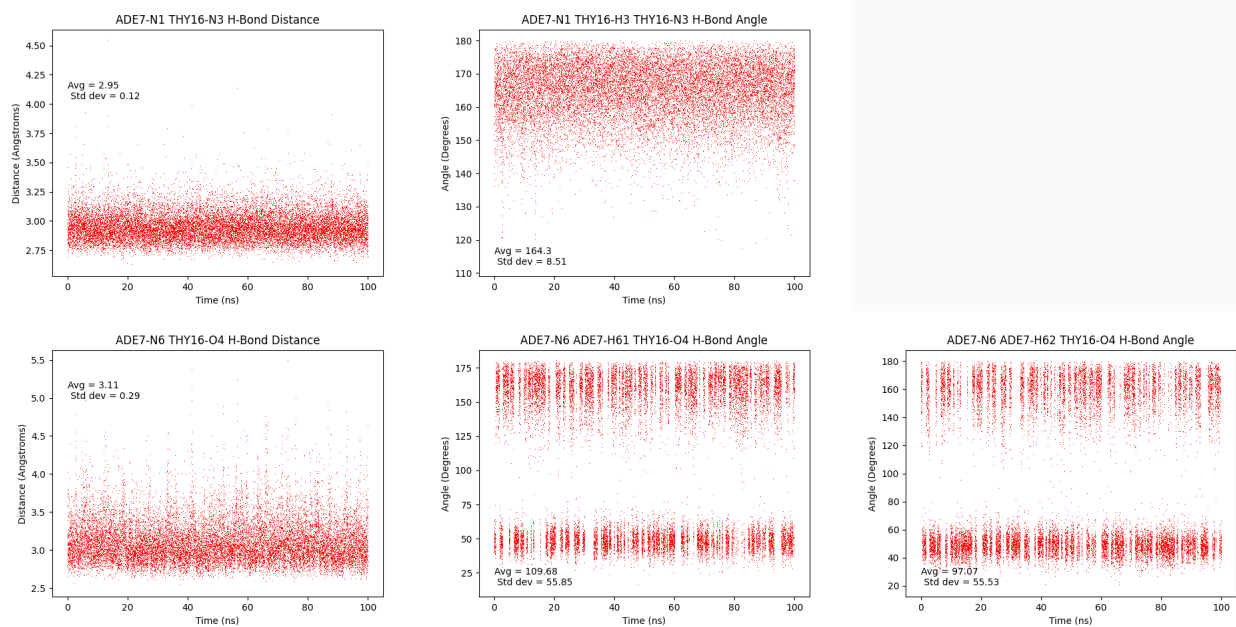 ADE7-N1 THY16-N3 H-Bond Distance
4.50
4.25
4.00
3.75
3.50
3.25
3.00
2.75
Distance (Angstroms)
Avg = 2.95
Std dev = 0.12
0 20 40 60 80 100
Time (ns)
ADE7-N1 THY16-H3 THY16-N3 H-Bond Angle
180
170
160
150
140
130
120
110
Angle (Degrees)
Avg = 164.3
Std dev = 8.51
0 20 40 60 80 100
Time (ns)
ADE7-N6 THY16-O4 H-Bond Distance
5.5
5.0
4.5
4.0
3.5
3.0
2.5
Distance (Angstroms)
Avg = 3.11
Std dev = 0.29
0 20 40 60 80 100
Time (ns)
ADE7-N6 ADE7-H61 THY16-O4 H-Bond Angle
175
150
125
100
75
50
25
Angle (Degrees)
Avg = 109.68
Std dev = 55.85
0 20 40 60 80 100
Time (ns)
ADE7-N6 ADE7-H62 THY16-O4 H-Bond Angle
180
160
140
120
100
80
60
40
20
Angle (Degrees)
Avg = 97.07
Std dev = 55.53
0 20 40 60 80 100
Time (ns)